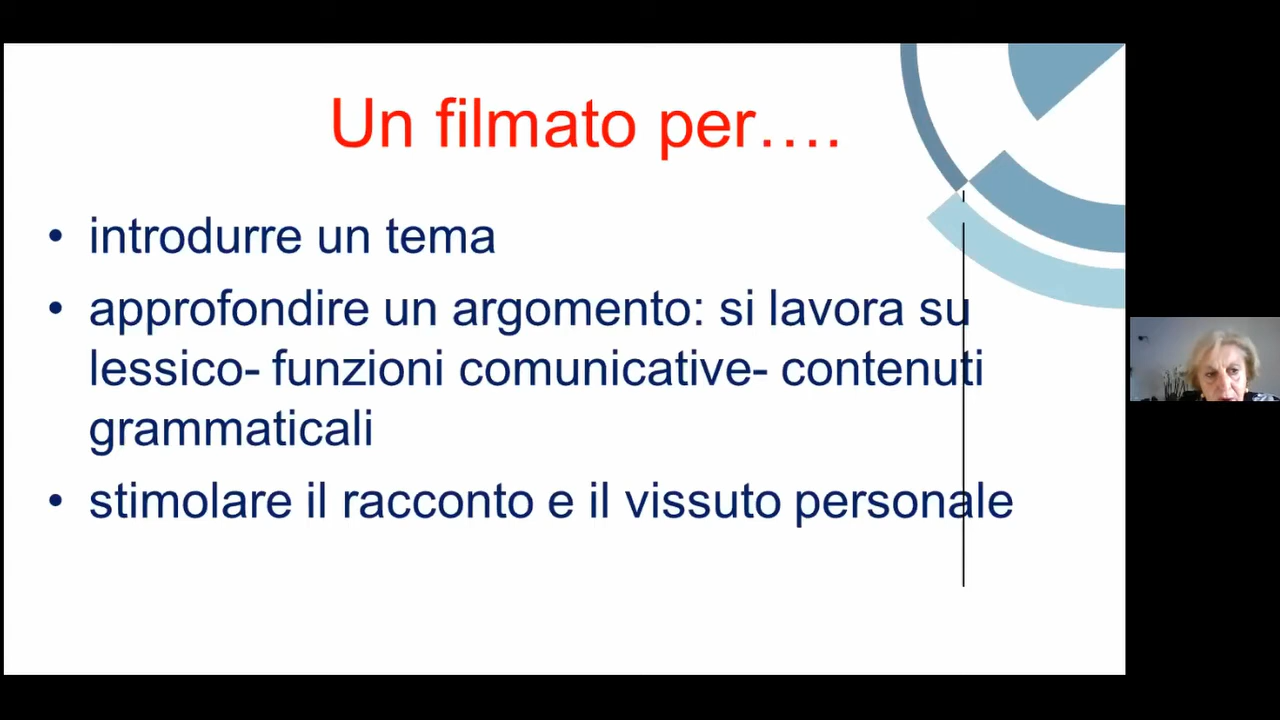 Un filmato per….
• introdurre un tema
• approfondire un argomento: si lavora su
lessico- funzioni comunicative- contenuti
grammaticali
• stimolare il racconto e il vissuto personale